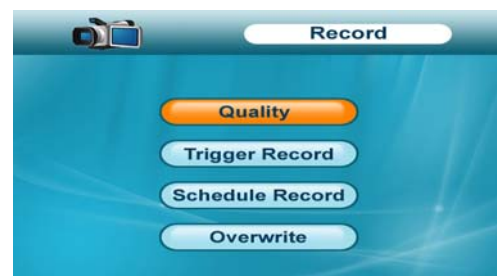 Record
Quality
Trigger Record
Schedule Record
Overwrite